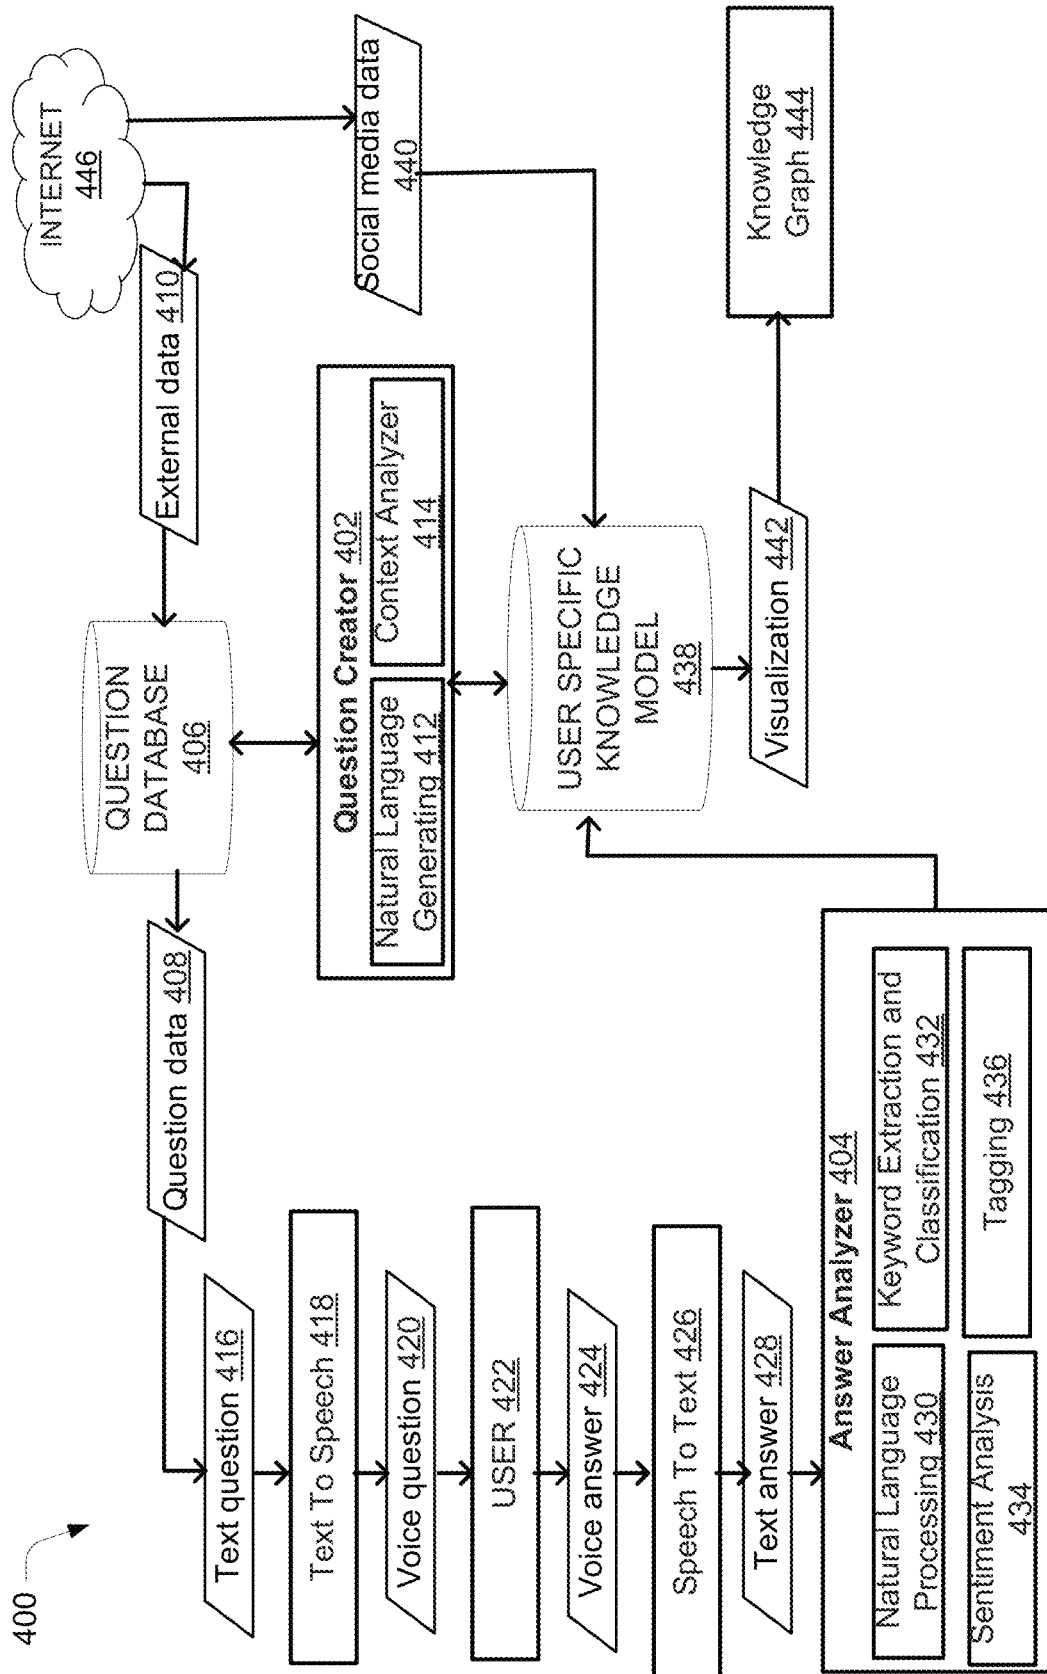 400
INTERNET
446
External data 410
Social media data
440
QUESTION
DATABASE
406
Question data 408
Question Creator 402
Natural Language
Generating 412
Context Analyzer
414
USER SPECIFIC
KNOWLEDGE
MODEL
438
Visualization 442
Knowledge
Graph 444
Text question 416
Text To Speech 418
Voice question 420
USER 422
Voice answer 424
Speech To Text 426
Text answer 428
Answer Analyzer 404
Natural Language
Processing 430
Keyword Extraction and
Classification 432
Sentiment Analysis
434
Tagging 436